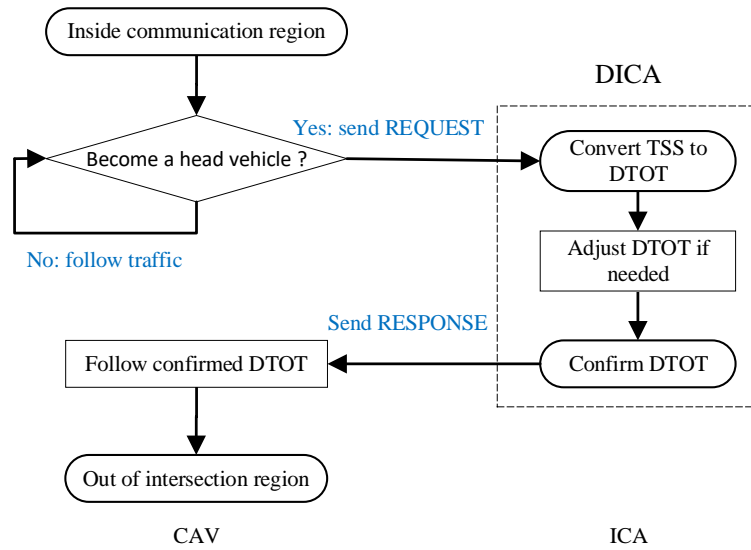 Inside communication region
DICA
Yes: send REQUEST
Become a head vehicle ?
Convert TSS to
DTOT
No: follow traffic
Adjust DTOT if
needed
Send RESPONSE
Follow confirmed DTOT
Confirm DTOT
Out of intersection region
CAV
ICA